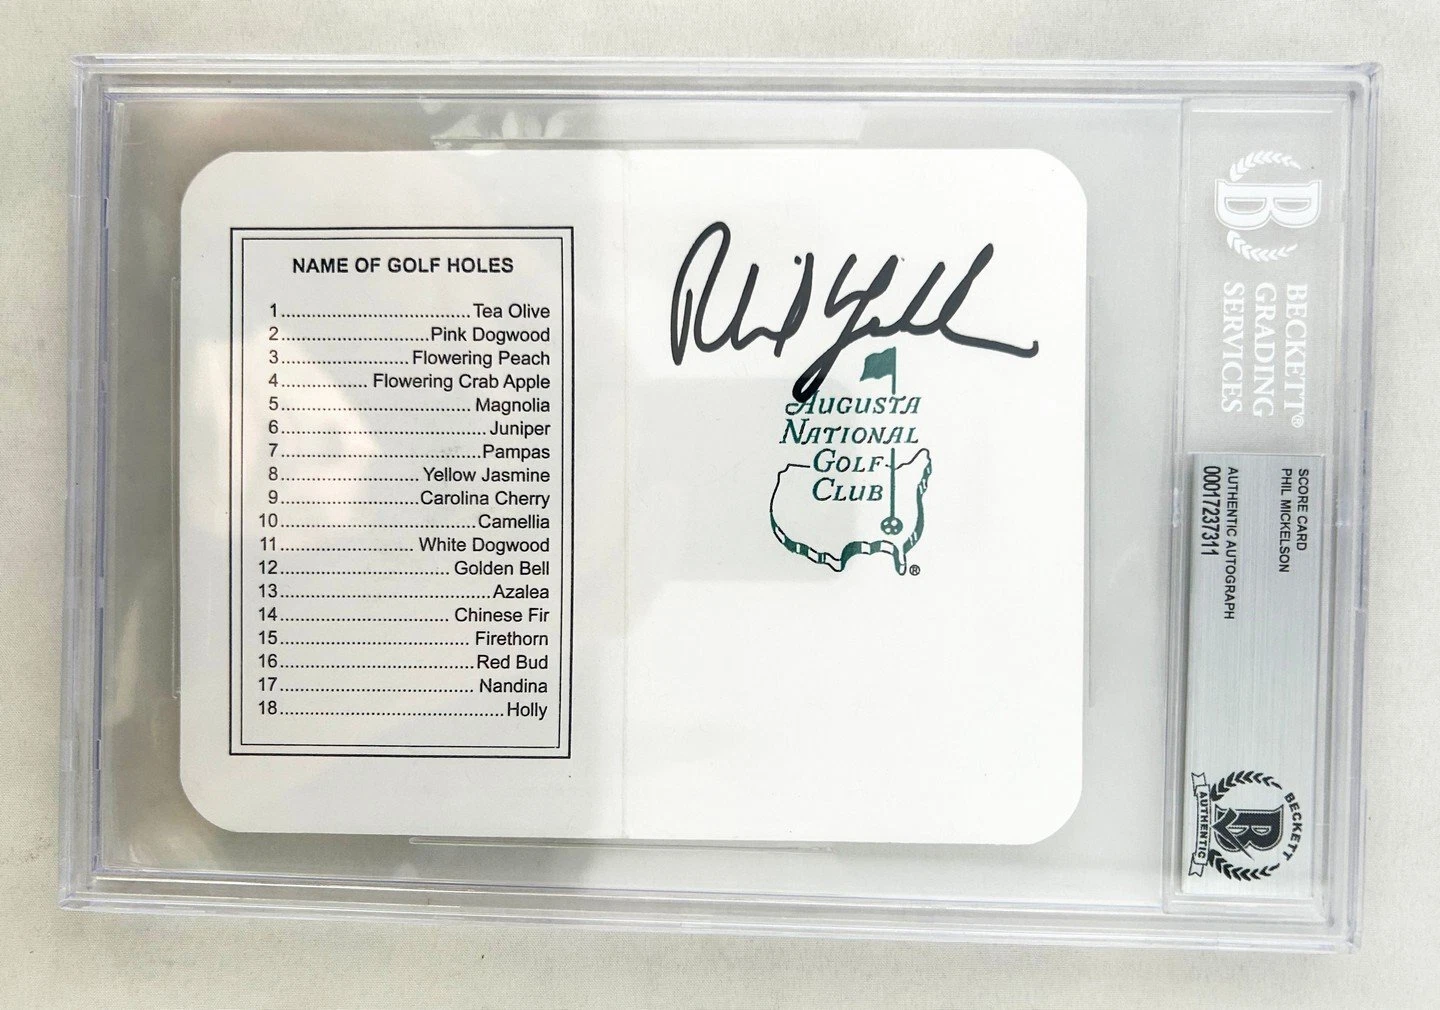 NAME OF GOLF HOLES
1........................................Tea Olive
2...............................Pink Dogwood
3............................Flowering Peach
4.................. Flowering Crab Apple
5........................................ Magnolia
6........................................... Juniper
7..........................................Pampas
8.............................Yellow Jasmine
9.............................Carolina Cherry
10.........................................Camellia
11............................ White Dogwood
12.................................... Golden Bell
13.............................................Azalea
14.................................... Chinese Fir
15........................................ Firethorn
16.........................................Red Bud
17......................................... Nandina
18................................................Holly
AUGUSTA
NATIONAL
GOLF
CLUB
®
B
BECKETT®
GRADING
SERVICES
SCORE CARD
PHIL MICKELSON
AUTHENTIC AUTOGRAPH
00017237311
BECKETT
B
AUTHENTIC